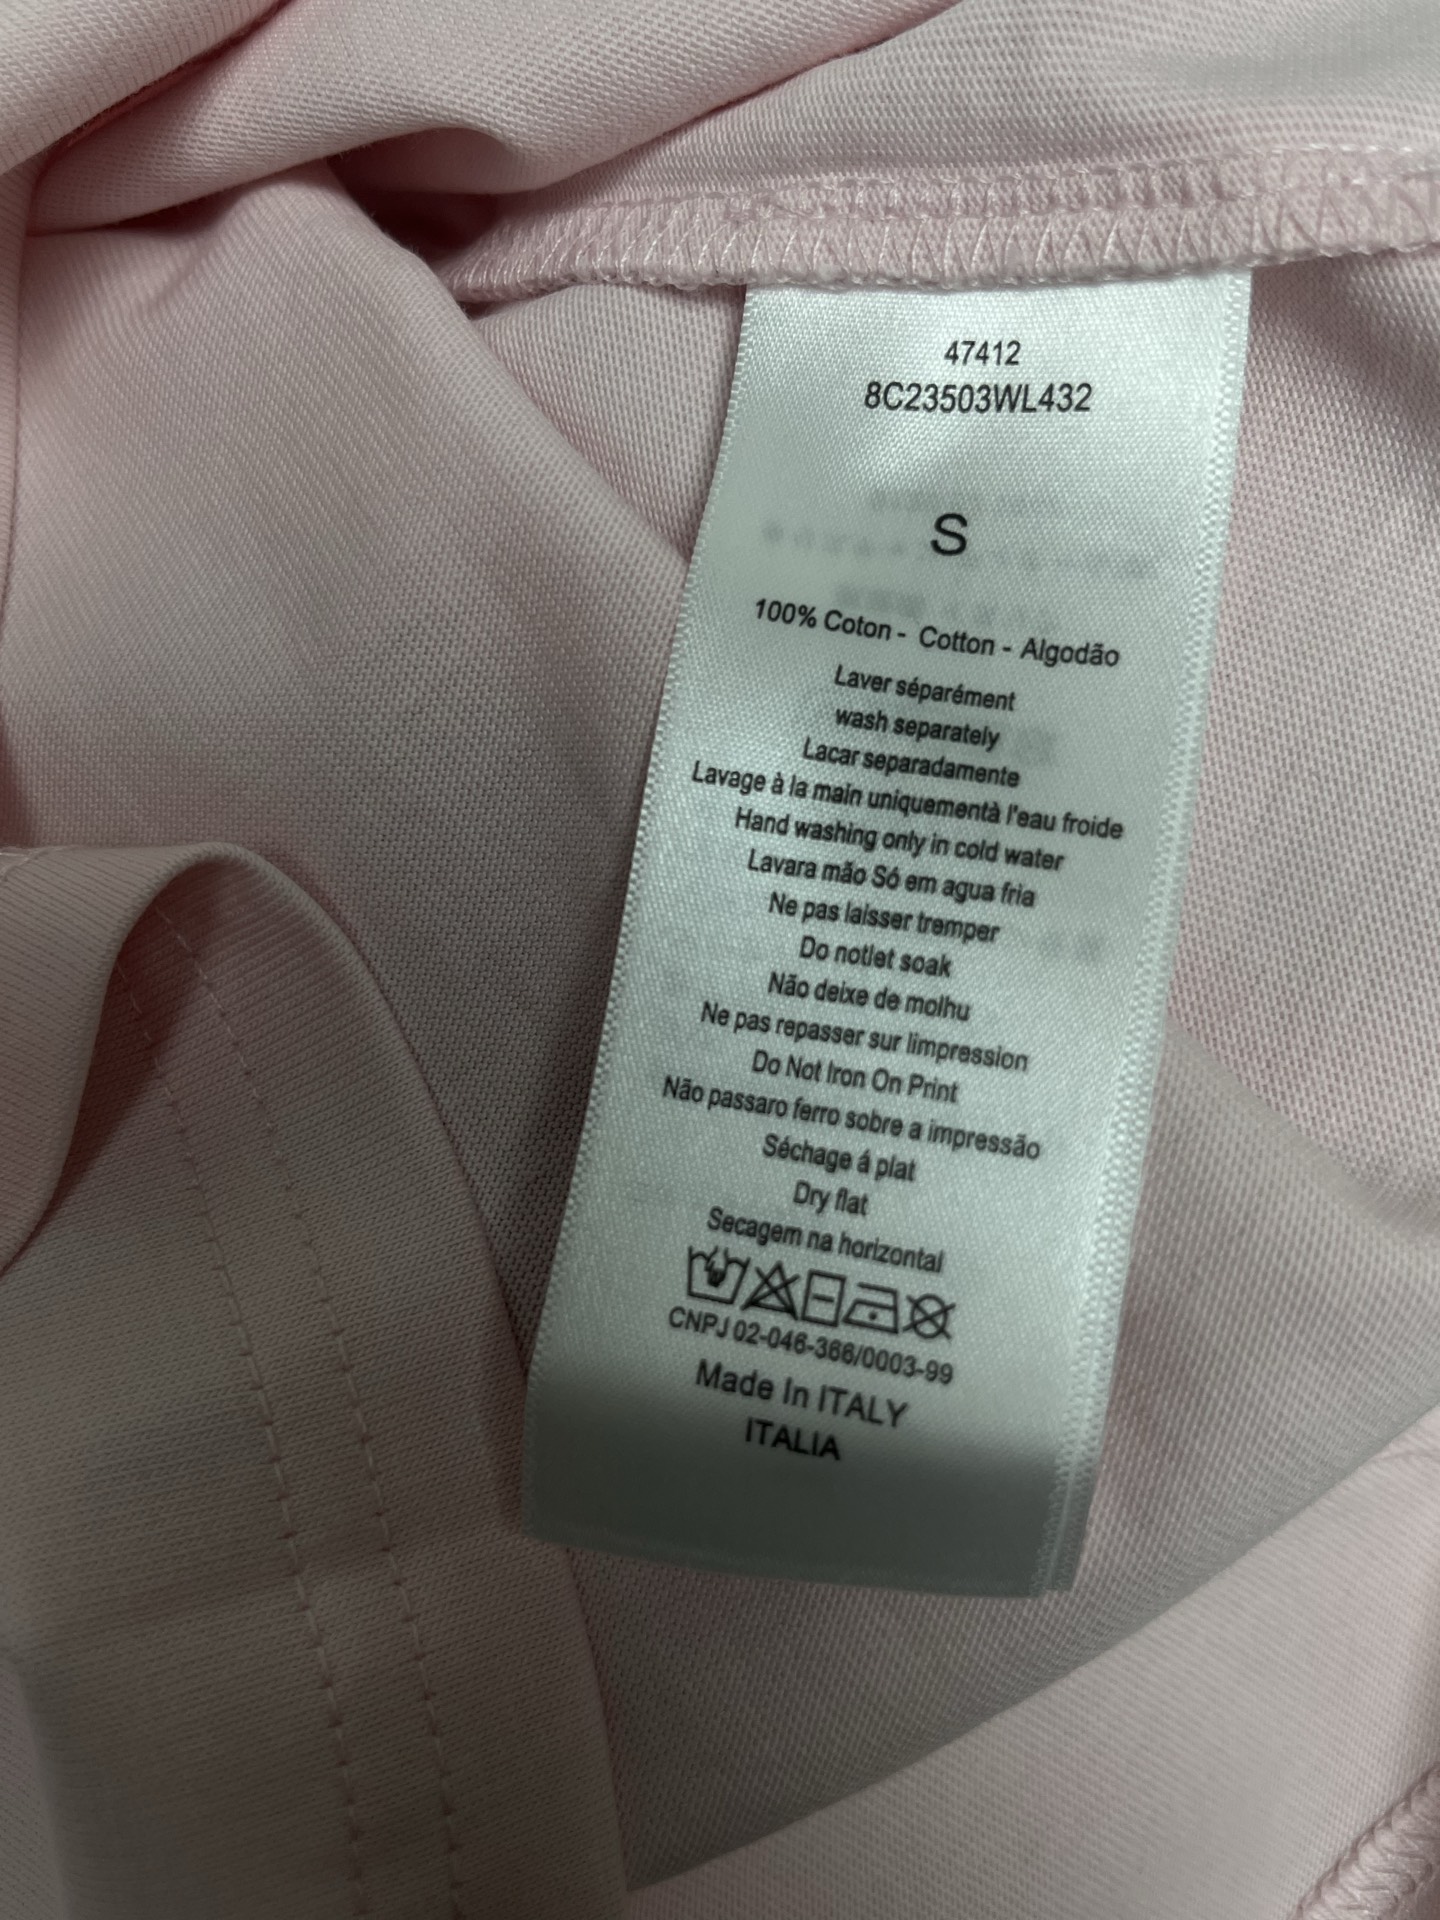 47412
8C23503WL432
S
100% Coton - Cotton - Algodão
Laver séparément
wash separately
Lacar separadamente
Lavage à la main uniquementà l'eau froide
Hand washing only in cold water
Lavara mão Só em agua fria
Ne pas laisser tremper
Do notlet soak
Não deixe de molhu
Ne pas repasser sur limpression
Do Not Iron On Print
Não passaro ferro sobre a impressão
Séchage á plat
Dry flat
Secagem na horizontal
CNPJ 02-046-366/0003-99
Made In ITALY
ITALIA